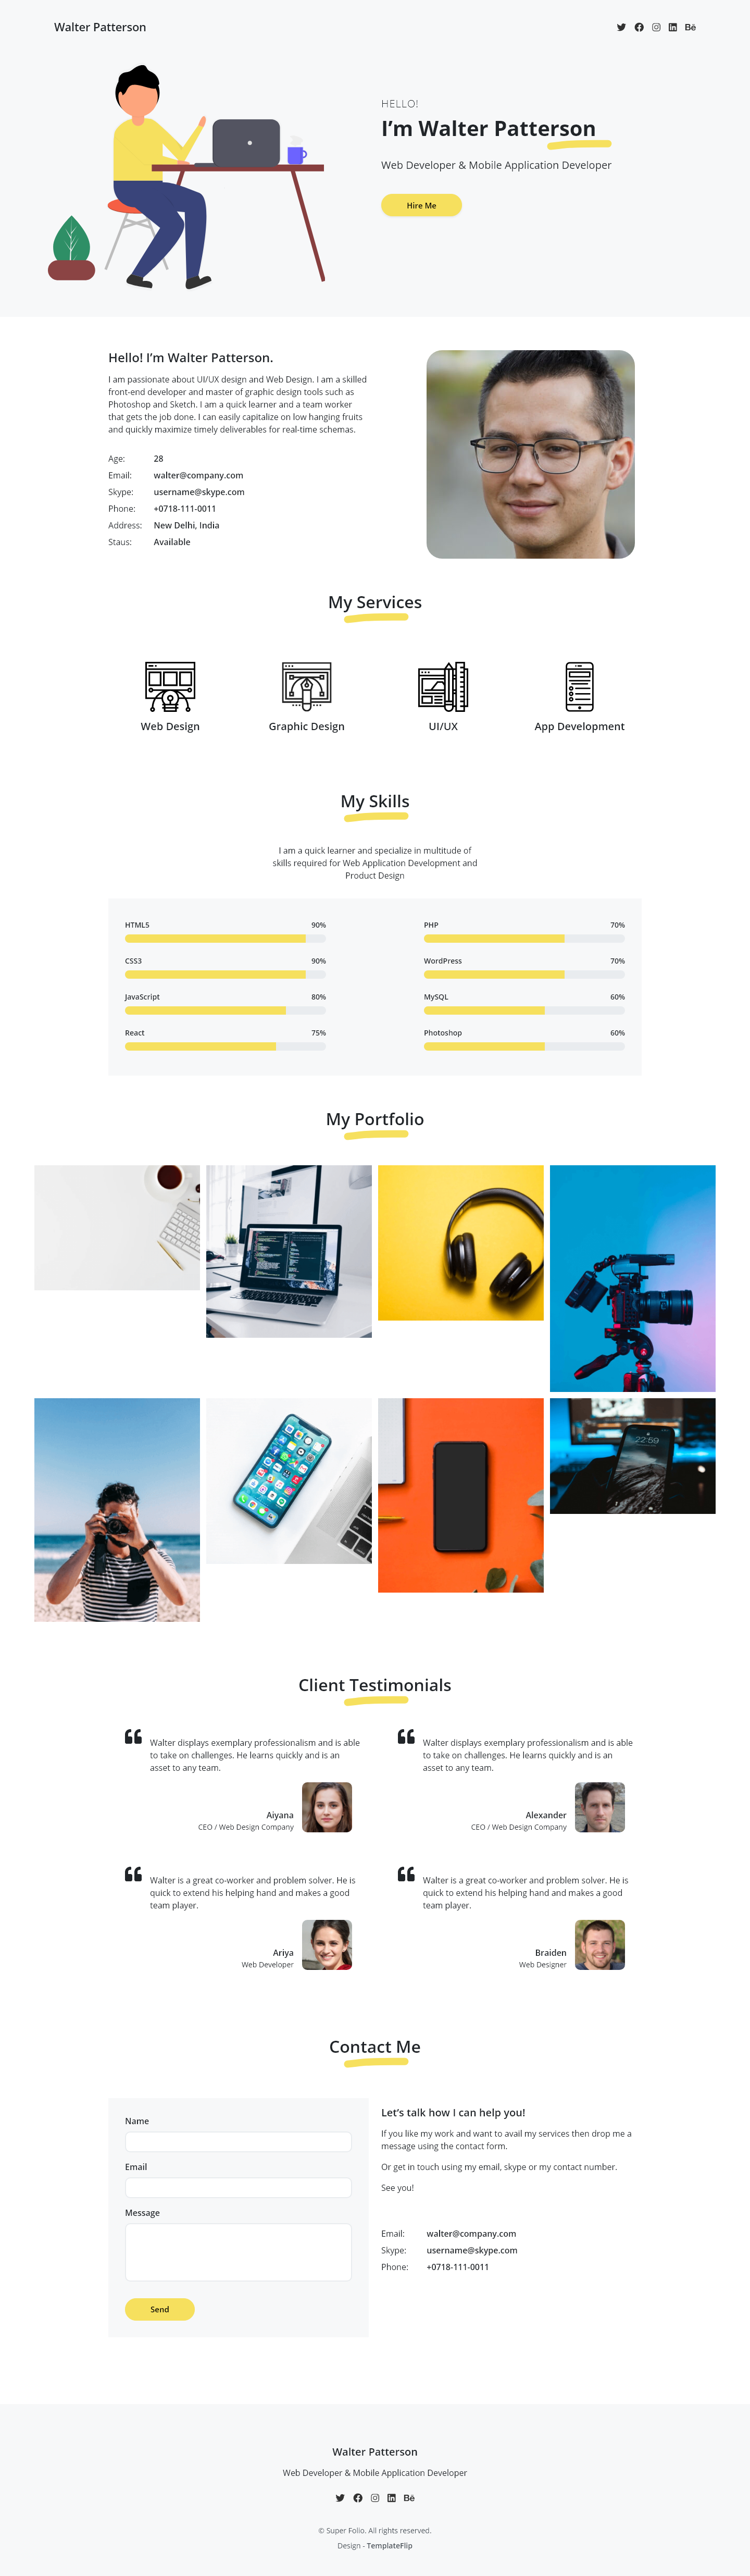 Walter Patterson
Bē
HELLO!
I’m Walter Patterson
Web Developer & Mobile Application Developer
Hire Me
Hello! I’m Walter Patterson.
I am passionate about UI/UX design and Web Design. I am a skilled
front-end developer and master of graphic design tools such as
Photoshop and Sketch. I am a quick learner and a team worker
that gets the job done. I can easily capitalize on low hanging fruits
and quickly maximize timely deliverables for real-time schemas.
Age: 28
Email: walter@company.com
Skype: username@skype.com
Phone: +0718-111-0011
Address: New Delhi, India
Staus: Available
My Services
Web Design
Graphic Design
UI/UX
App Development
My Skills
I am a quick learner and specialize in multitude of
skills required for Web Application Development and
Product Design
HTML5 90%
CSS3 90%
JavaScript 80%
React 75%
PHP 70%
WordPress 70%
MySQL 60%
Photoshop 60%
My Portfolio
22:59
Client Testimonials
Walter displays exemplary professionalism and is able
to take on challenges. He learns quickly and is an
asset to any team.
Aiyana
CEO / Web Design Company
Walter displays exemplary professionalism and is able
to take on challenges. He learns quickly and is an
asset to any team.
Alexander
CEO / Web Design Company
Walter is a great co-worker and problem solver. He is
quick to extend his helping hand and makes a good
team player.
Ariya
Web Developer
Walter is a great co-worker and problem solver. He is
quick to extend his helping hand and makes a good
team player.
Braiden
Web Designer
Contact Me
Name
Email
Message
Send
Let’s talk how I can help you!
If you like my work and want to avail my services then drop me a
message using the contact form.
Or get in touch using my email, skype or my contact number.
See you!
Email: walter@company.com
Skype: username@skype.com
Phone: +0718-111-0011
Walter Patterson
Web Developer & Mobile Application Developer
Bē
© Super Folio. All rights reserved.
Design - TemplateFlip